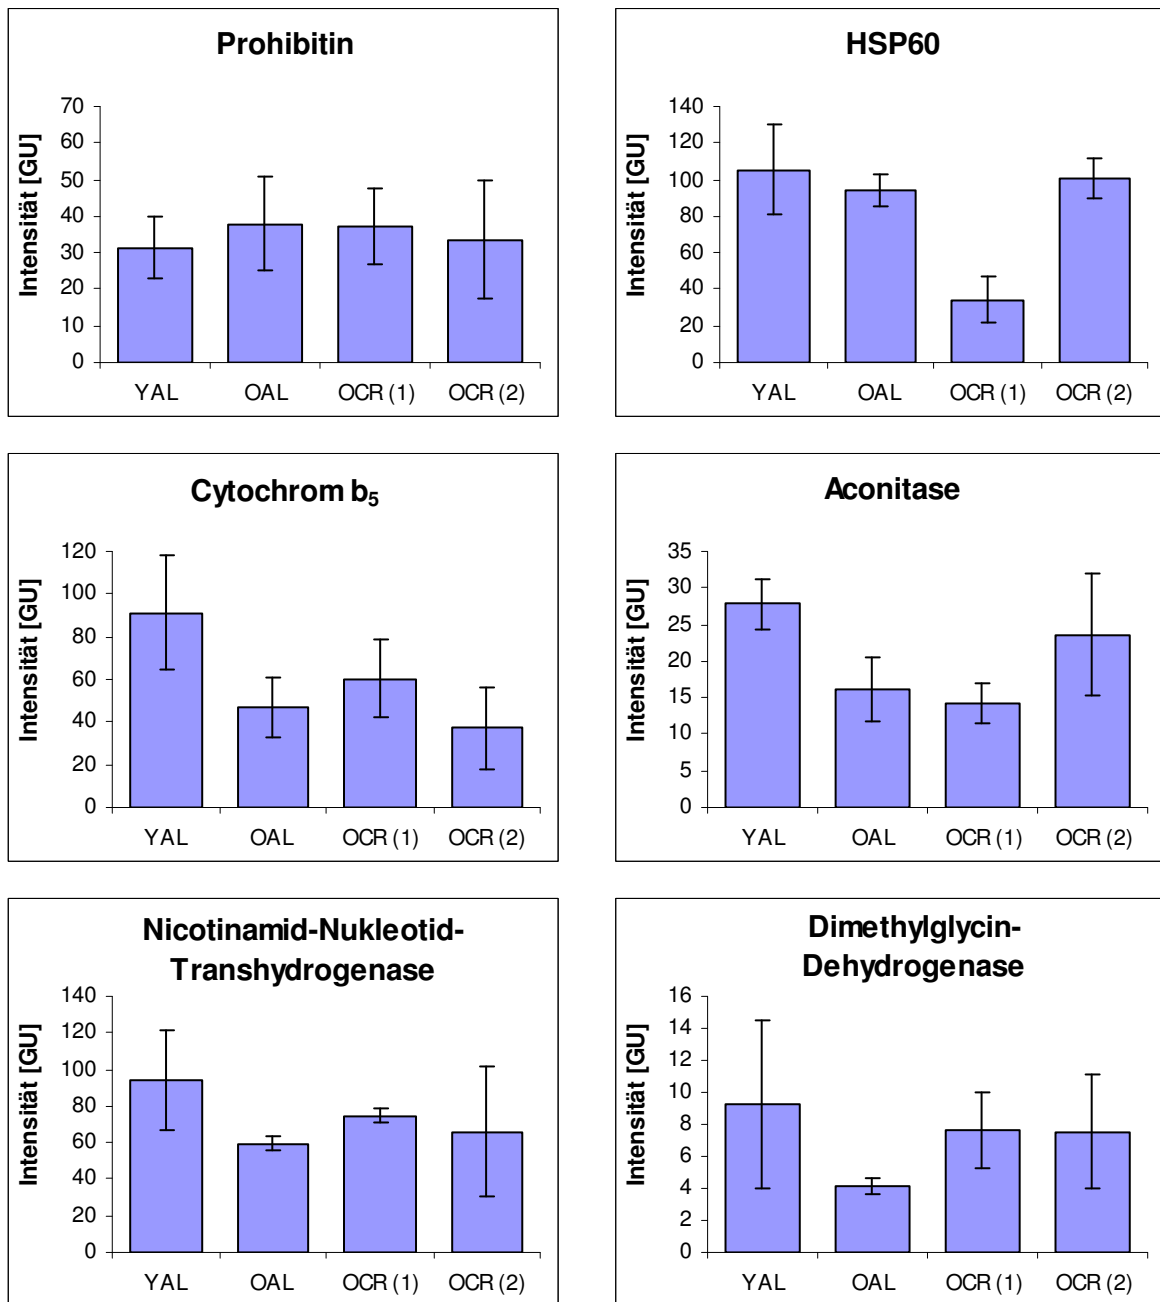 Prohibitin
Intensität [GU]
70
60
50
40
30
20
10
0
YAL OAL OCR (1) OCR (2)
HSP60
Intensität [GU]
140
120
100
80
60
40
20
0
YAL OAL OCR (1) OCR (2)
Cytochrom b₅
Intensität [GU]
120
100
80
60
40
20
0
YAL OAL OCR (1) OCR (2)
Aconitase
Intensität [GU]
35
30
25
20
15
10
5
0
YAL OAL OCR (1) OCR (2)
Nicotinamid-Nukleotid-
Transhydrogenase
Intensität [GU]
140
120
100
80
60
40
20
0
YAL OAL OCR (1) OCR (2)
Dimethylglycin-
Dehydrogenase
Intensität [GU]
16
14
12
10
8
6
4
2
0
YAL OAL OCR (1) OCR (2)